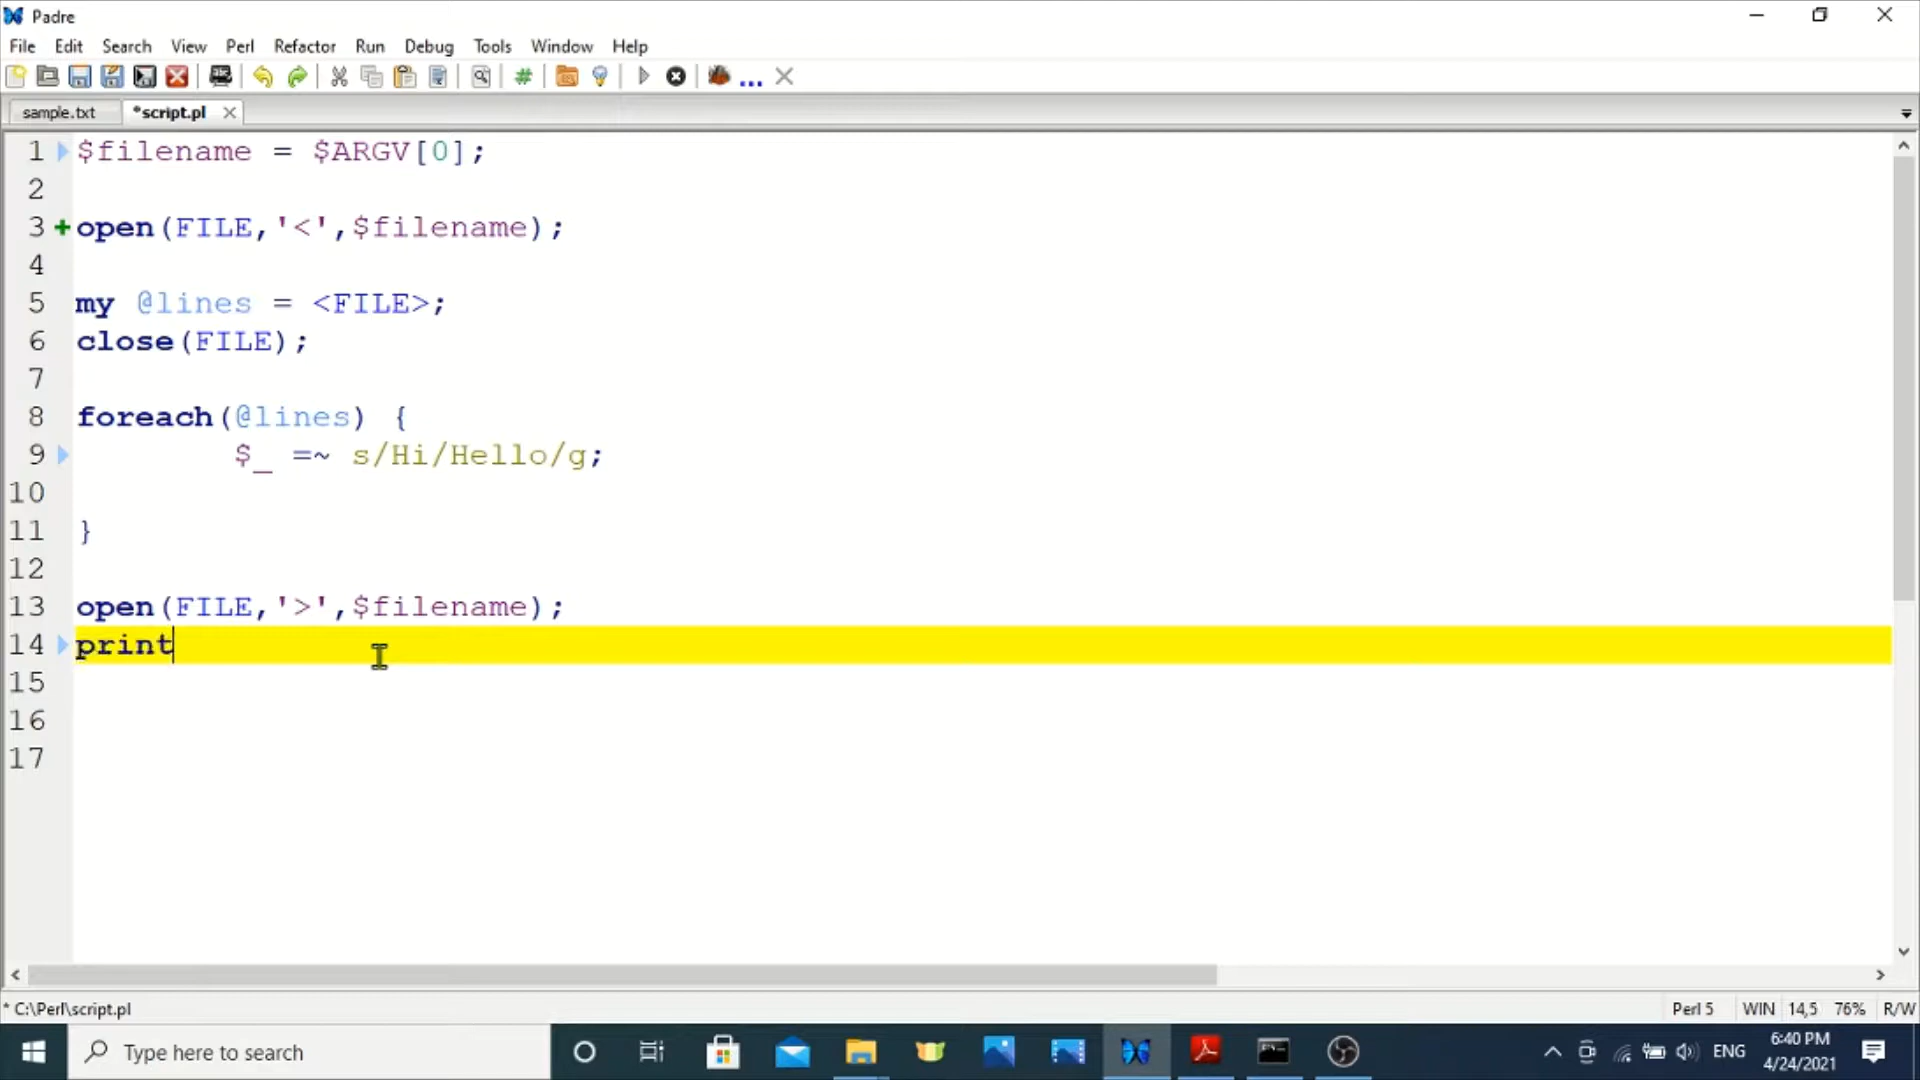 Padre
File Edit Search View Perl Refactor Run Debug Tools Window Help
sample.txt *script.pl
1 $filename = $ARGV[0];
2
3 open(FILE,'<',$filename);
4
5 my @lines = <FILE>;
6 close(FILE);
7
8 foreach(@lines) {
9 $_ =~ s/Hi/Hello/g;
10
11 }
12
13 open(FILE,'>',$filename);
14 print
15
16
17
* C:\Perl\script.pl Perl 5 WIN 14,5 76% R/W
Type here to search ENG 6:40 PM
4/24/2021